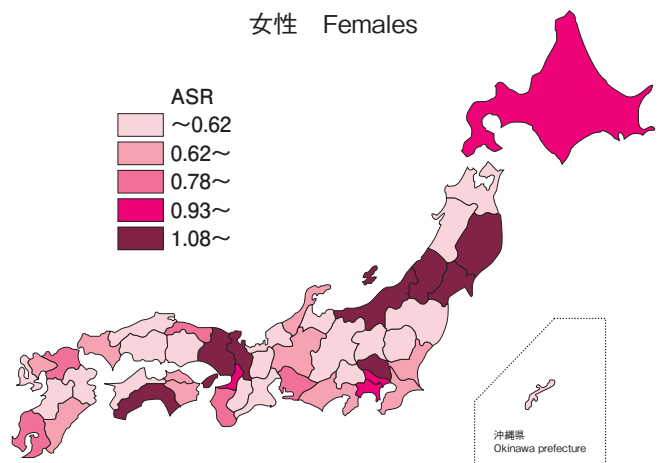 女性　Females
ASR
～0.62
0.62～
0.78～
0.93～
1.08～
沖縄県
Okinawa prefecture